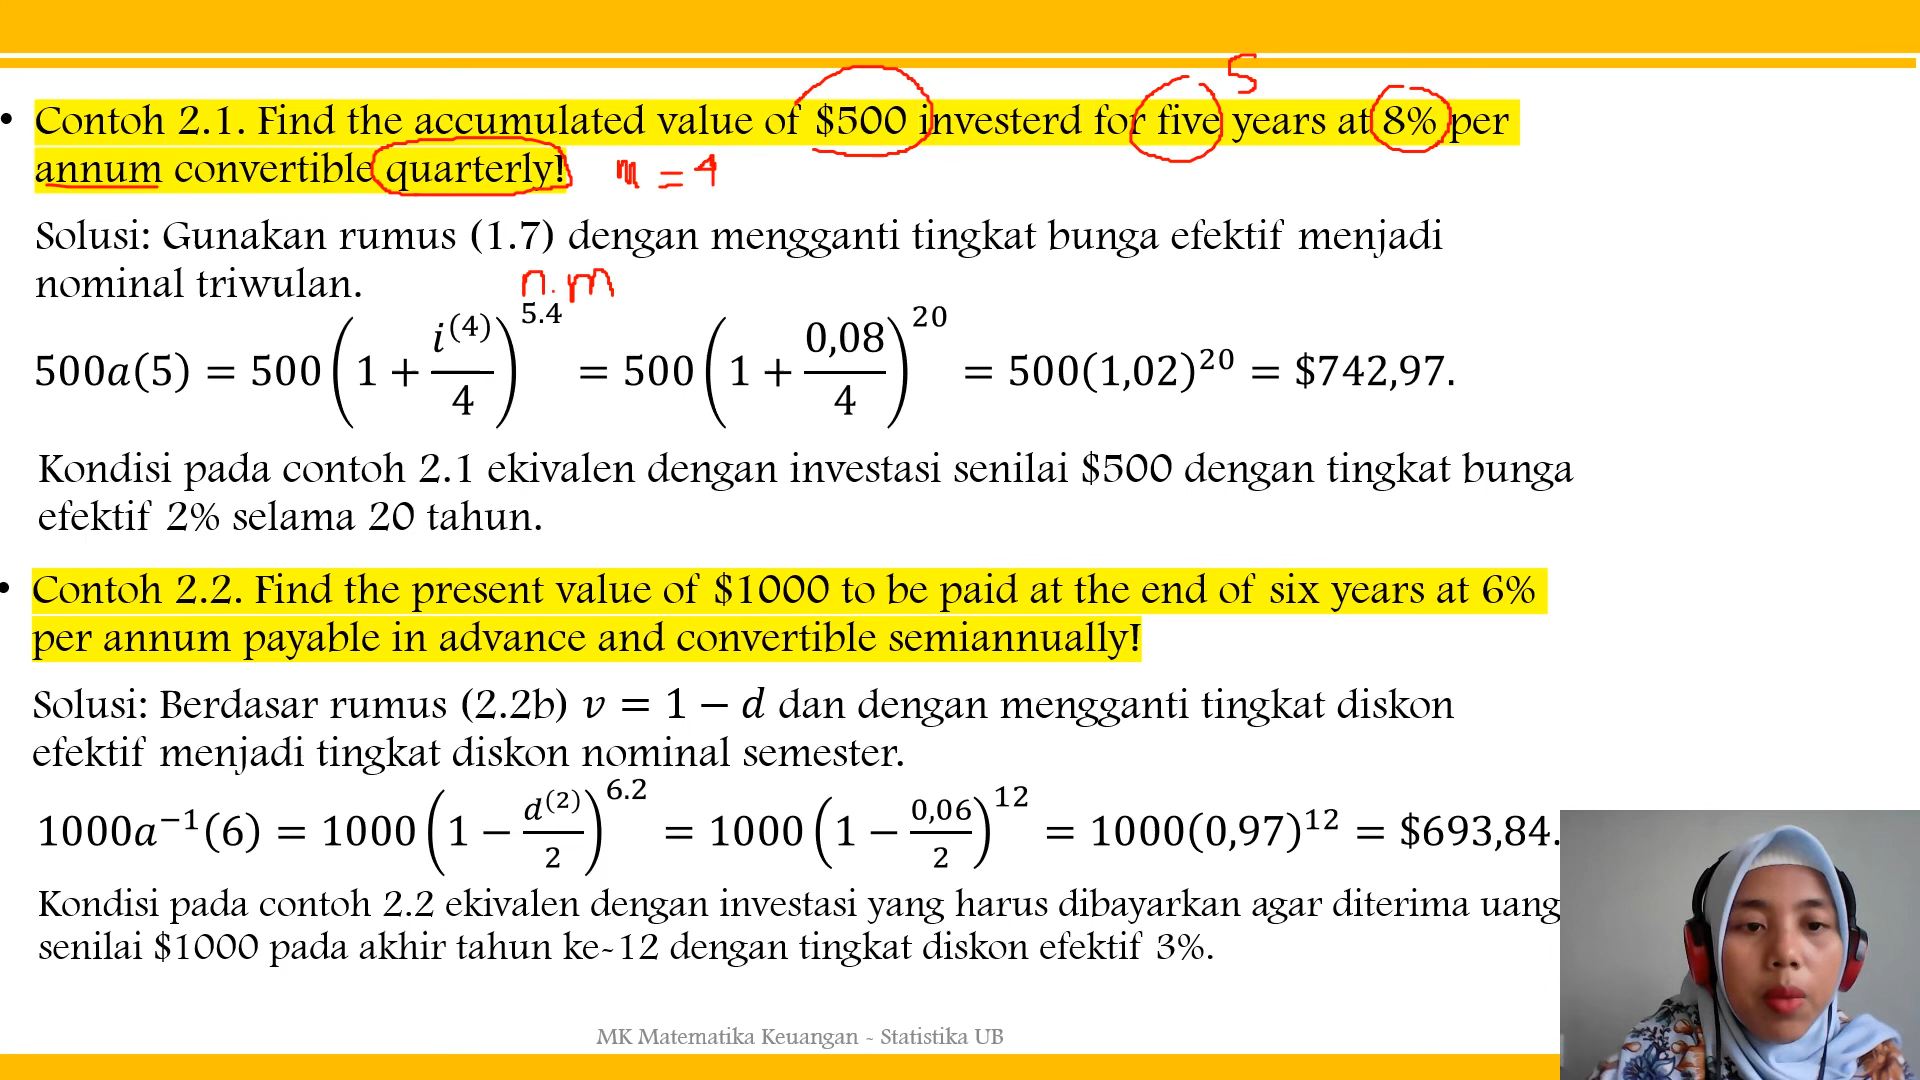 5
• Contoh 2.1. Find the accumulated value of $500 investerd for five years at 8% per
annum convertible quarterly! m = 4
Solusi: Gunakan rumus (1.7) dengan mengganti tingkat bunga efektif menjadi
nominal triwulan. n.m
500a(5) = 500(1 + i⁽⁴⁾/4)^5.4 = 500(1 + 0,08/4)^20 = 500(1,02)²⁰ = $742,97.
Kondisi pada contoh 2.1 ekivalen dengan investasi senilai $500 dengan tingkat bunga
efektif 2% selama 20 tahun.
• Contoh 2.2. Find the present value of $1000 to be paid at the end of six years at 6%
per annum payable in advance and convertible semiannually!
Solusi: Berdasar rumus (2.2b) v = 1 − d dan dengan mengganti tingkat diskon
efektif menjadi tingkat diskon nominal semester.
1000a⁻¹(6) = 1000(1 − d⁽²⁾/2)^6.2 = 1000(1 − 0,06/2)^12 = 1000(0,97)¹² = $693,84.
Kondisi pada contoh 2.2 ekivalen dengan investasi yang harus dibayarkan agar diterima uang
senilai $1000 pada akhir tahun ke-12 dengan tingkat diskon efektif 3%.
MK Matematika Keuangan - Statistika UB